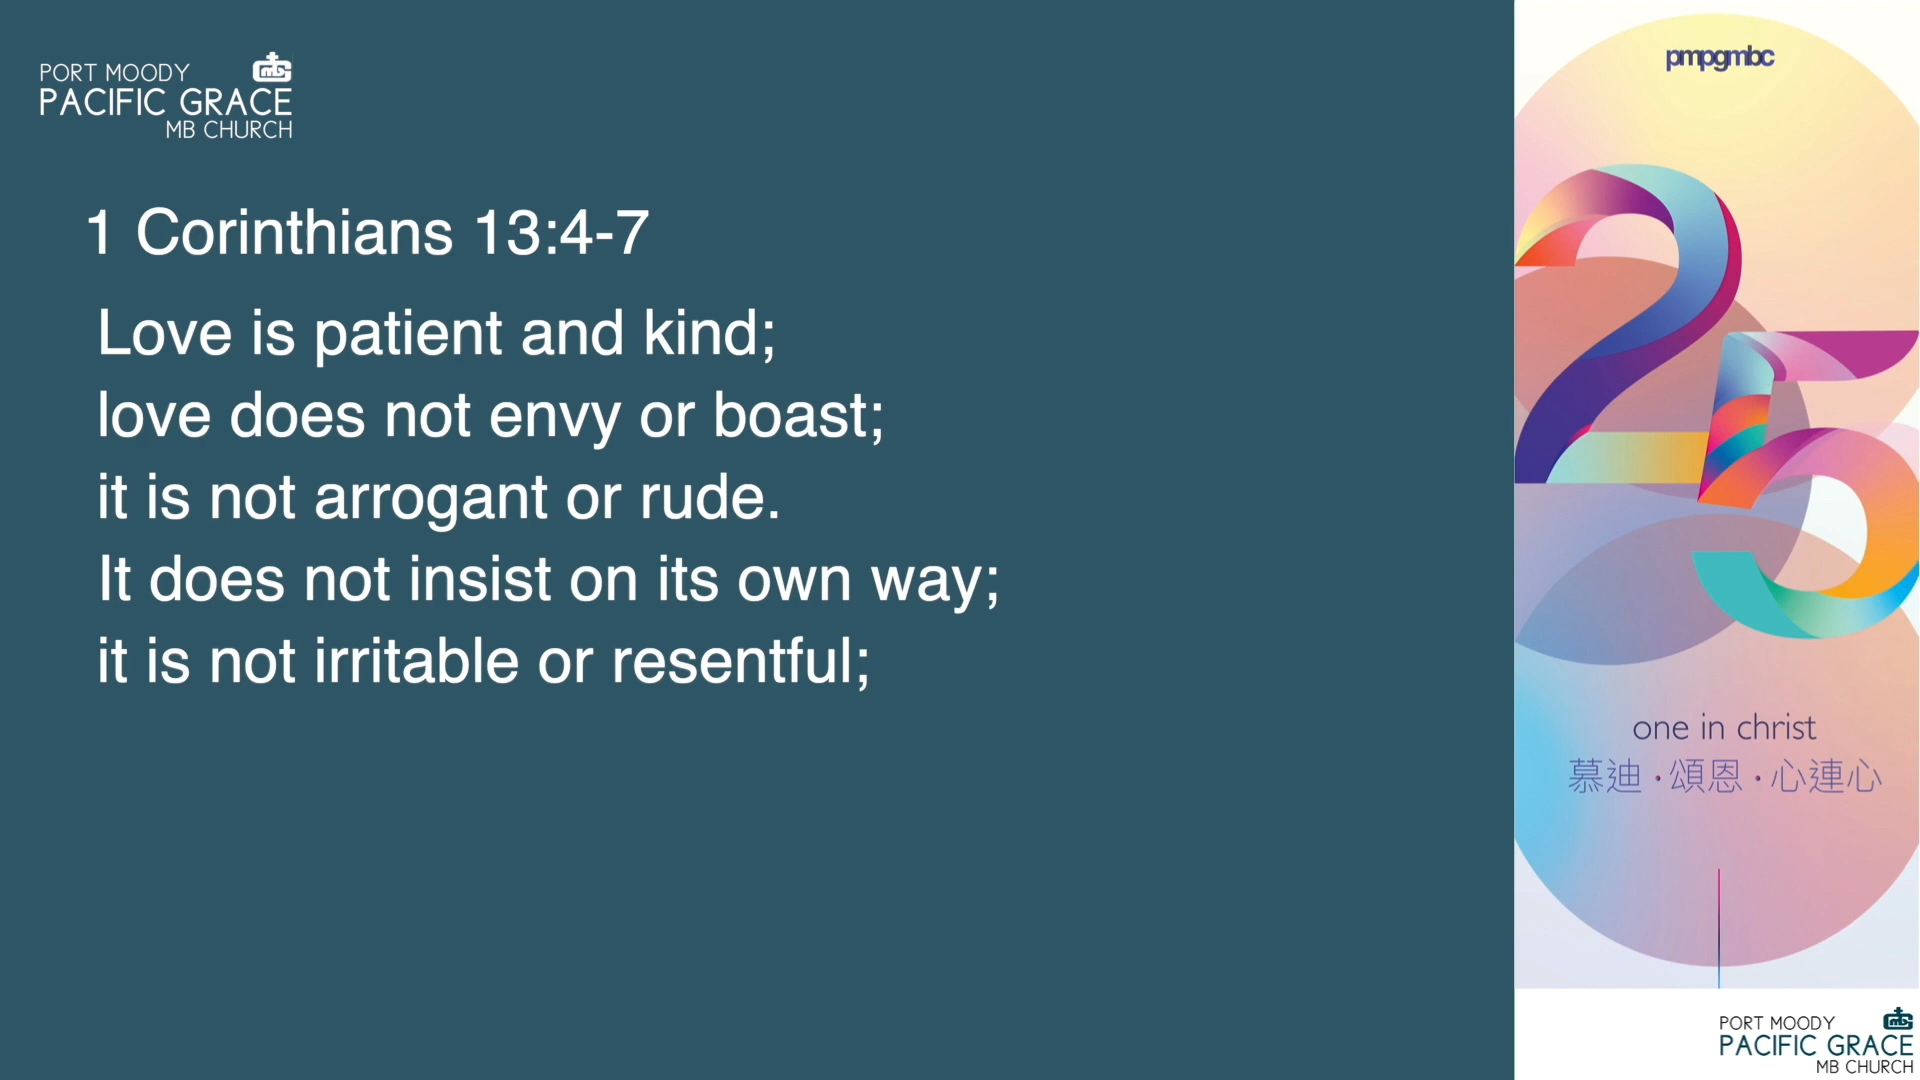 PORT MOODY
PACIFIC GRACE
MB CHURCH
1 Corinthians 13:4-7
Love is patient and kind;
love does not envy or boast;
it is not arrogant or rude.
It does not insist on its own way;
it is not irritable or resentful;
pmpgmbc
25
one in christ
慕迪·頌恩·心連心
PORT MOODY
PACIFIC GRACE
MB CHURCH